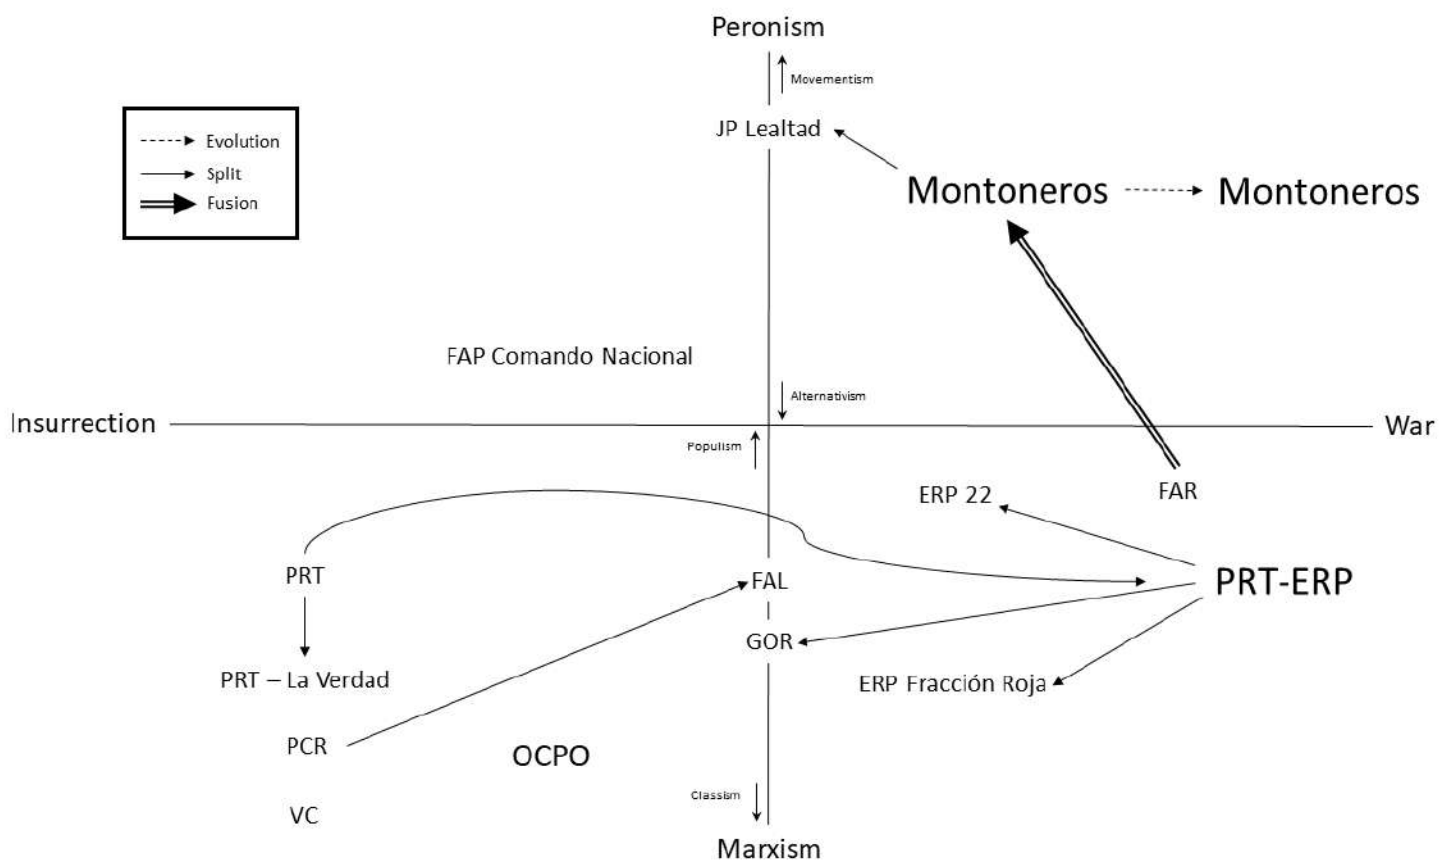 Peronism
Movementism
Evolution
Split
Fusion
JP Lealtad
Montoneros
Montoneros
FAP Comando Nacional
Alternativism
Insurrection
War
Populism
ERP 22
FAR
PRT
FAL
PRT-ERP
GOR
PRT – La Verdad
ERP Fracción Roja
PCR
OCPO
Classism
VC
Marxism